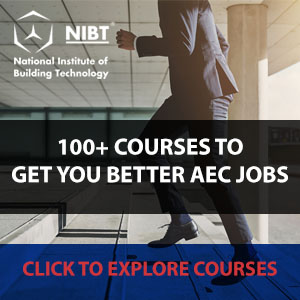 NIBT®
National Institute of
Building Technology
100+ COURSES TO
GET YOU BETTER AEC JOBS
CLICK TO EXPLORE COURSES